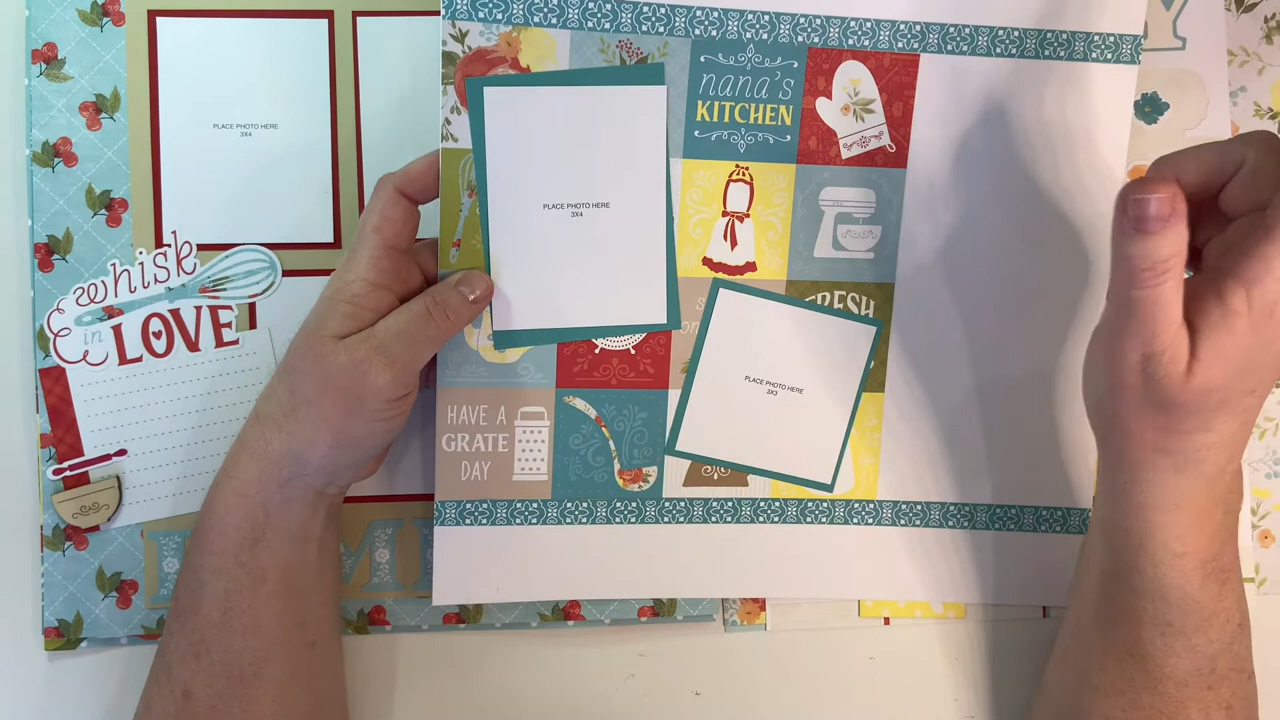 PLACE PHOTO HERE
3X4
whisk
in LOVE
nana's
KITCHEN
PLACE PHOTO HERE
3X4
FRESH
PLACE PHOTO HERE
3X3
HAVE A
GRATE
DAY
Y